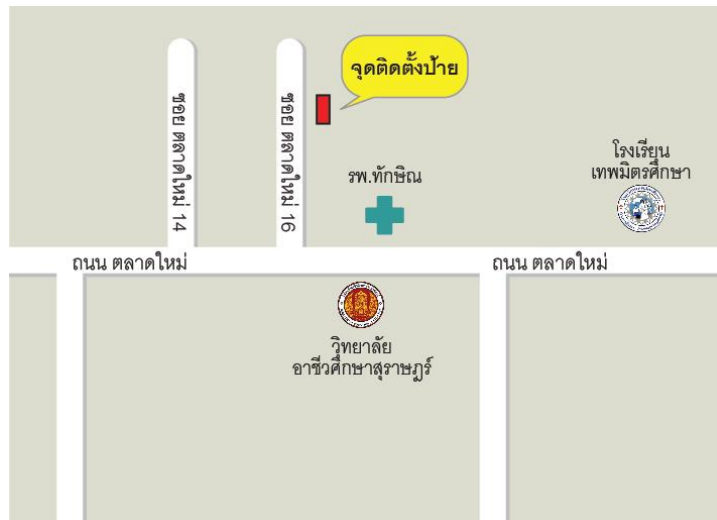 จุดติดตั้งป้าย
ซอย ตลาดใหม่ 14
ซอย ตลาดใหม่ 16
รพ.ทักษิณ
โรงเรียน
เทพมิตรศึกษา
ถนน ตลาดใหม่
ถนน ตลาดใหม่
วิทยาลัย
อาชีวศึกษาสุราษฎร์